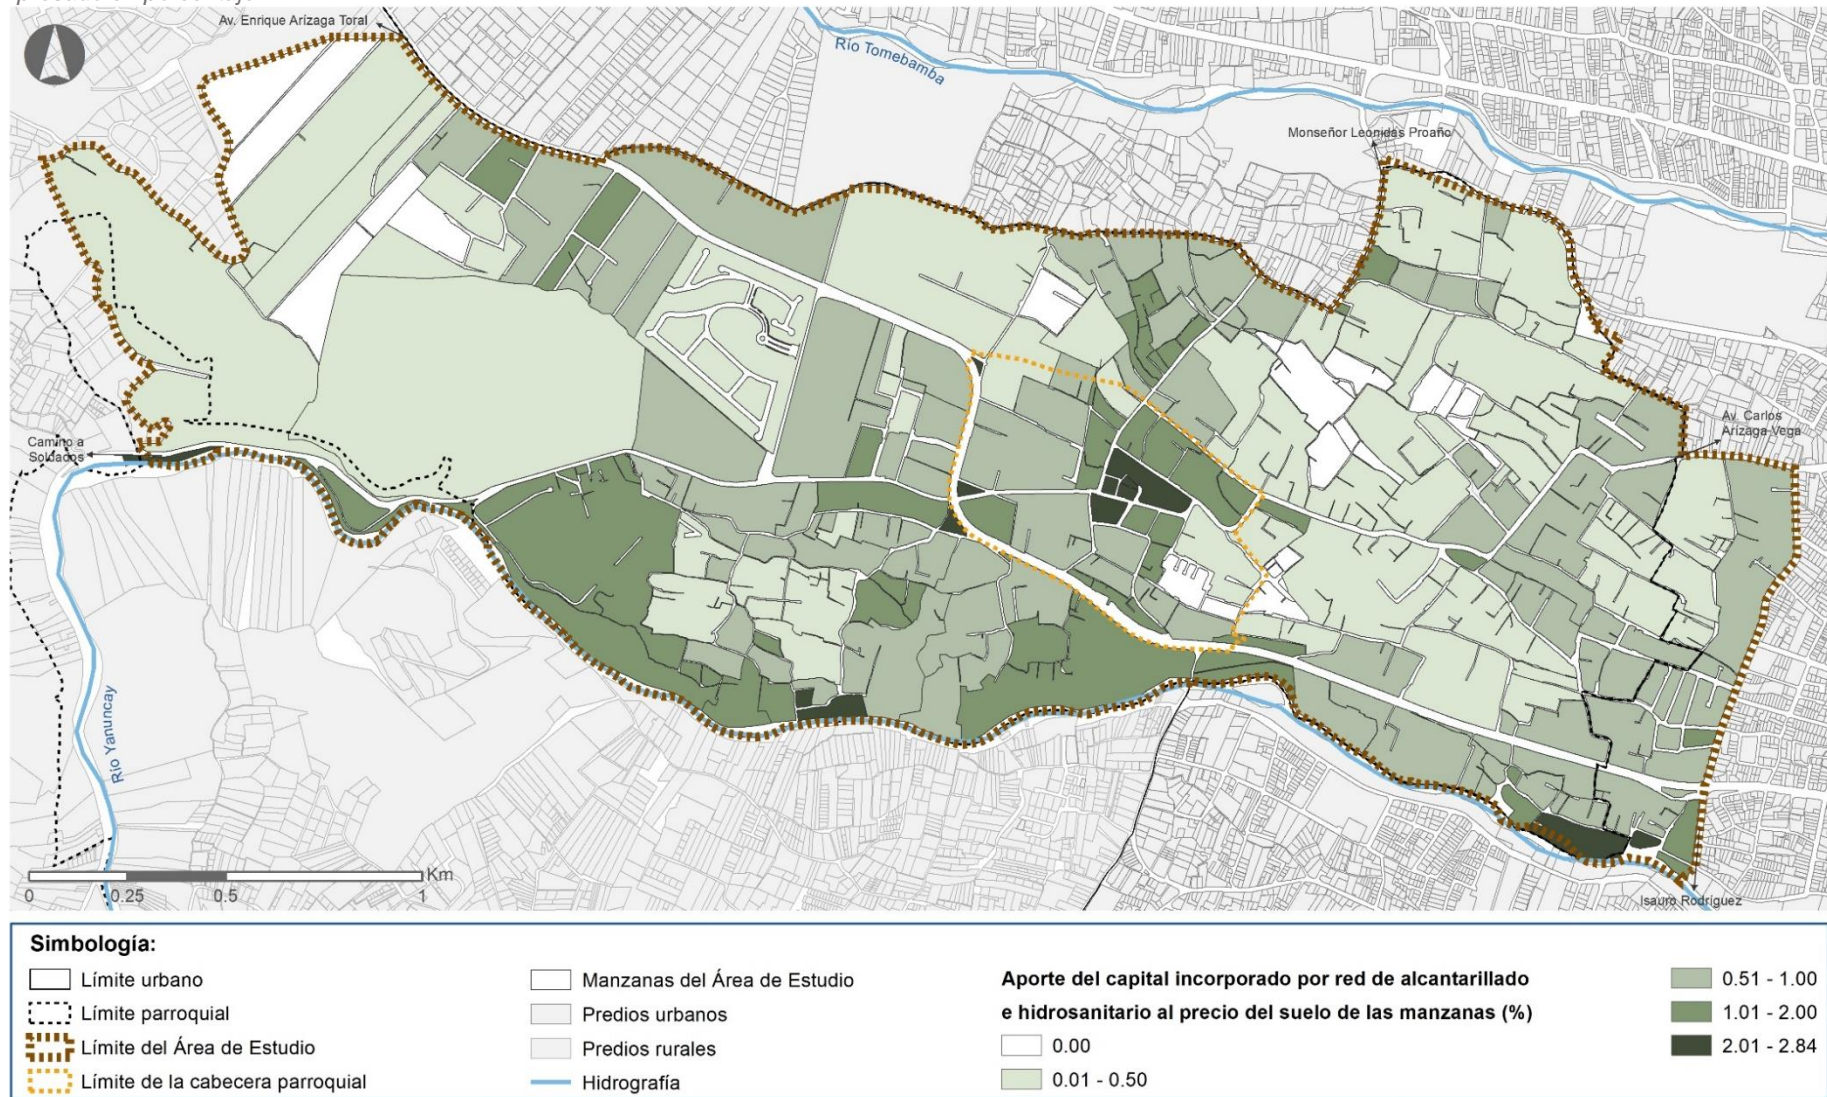 Av. Enrique Arízaga Toral
Río Tomebamba
Monseñor Leonidas Proaño
Av. Carlos
Arízaga Vega
Camino a
Soldados
Río Yanuncay
Km
0 0.25 0.5 1
Isauro Rodríguez
Simbología:
Límite urbano
Límite parroquial
Límite del Área de Estudio
Límite de la cabecera parroquial
Manzanas del Área de Estudio
Predios urbanos
Predios rurales
Hidrografía
Aporte del capital incorporado por red de alcantarillado
e hidrosanitario al precio del suelo de las manzanas (%)
0.00
0.01 - 0.50
0.51 - 1.00
1.01 - 2.00
2.01 - 2.84